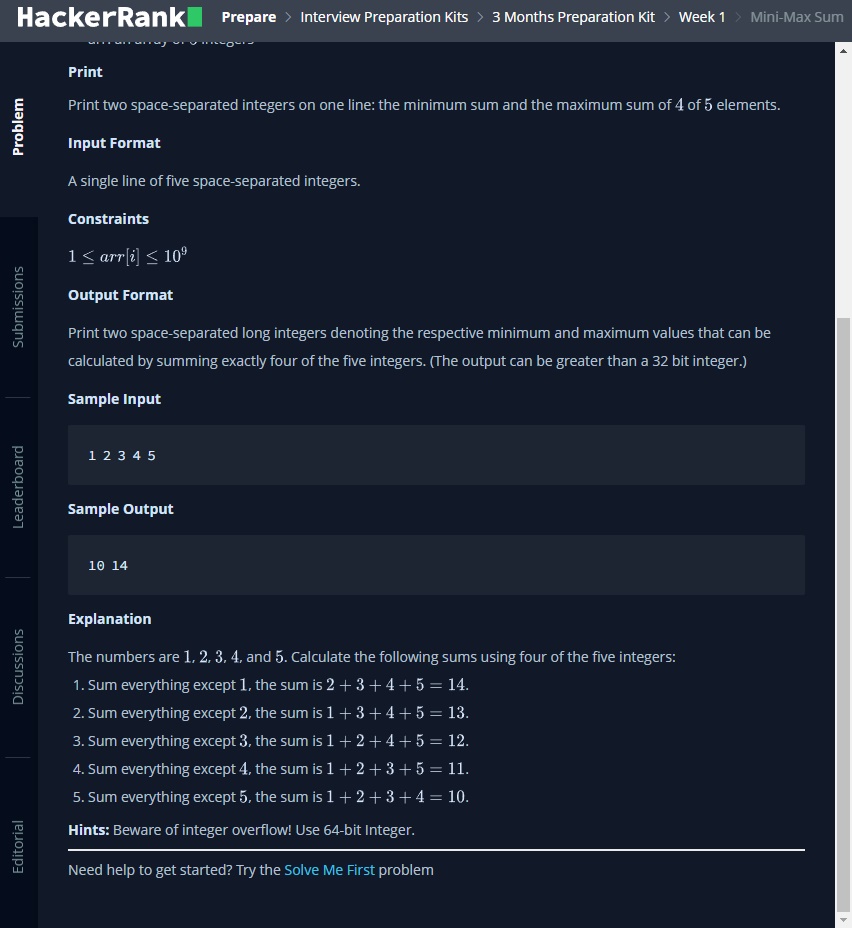 HackerRank
Prepare > Interview Preparation Kits > 3 Months Preparation Kit > Week 1 > Mini-Max Sum
Problem
Submissions
Leaderboard
Discussions
Editorial
Print
Print two space-separated integers on one line: the minimum sum and the maximum sum of 4 of 5 elements.
Input Format
A single line of five space-separated integers.
Constraints
1 ≤ arr[i] ≤ 10⁹
Output Format
Print two space-separated long integers denoting the respective minimum and maximum values that can be
calculated by summing exactly four of the five integers. (The output can be greater than a 32 bit integer.)
Sample Input
1 2 3 4 5
Sample Output
10 14
Explanation
The numbers are 1, 2, 3, 4, and 5. Calculate the following sums using four of the five integers:
1. Sum everything except 1, the sum is 2 + 3 + 4 + 5 = 14.
2. Sum everything except 2, the sum is 1 + 3 + 4 + 5 = 13.
3. Sum everything except 3, the sum is 1 + 2 + 4 + 5 = 12.
4. Sum everything except 4, the sum is 1 + 2 + 3 + 5 = 11.
5. Sum everything except 5, the sum is 1 + 2 + 3 + 4 = 10.
Hints: Beware of integer overflow! Use 64-bit Integer.
Need help to get started? Try the Solve Me First problem